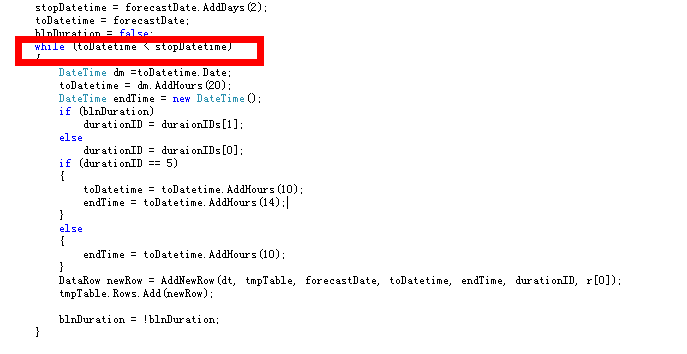 stopDatetime = forecastDate.AddDays(2);
toDatetime = forecastDate;
blnDuration = false;
while (toDatetime < stopDatetime)
{
DateTime dm =toDatetime.Date;
toDatetime = dm.AddHours(20);
DateTime endTime = new DateTime();
if (blnDuration)
durationID = duraionIDs[1];
else
durationID = duraionIDs[0];
if (durationID == 5)
{
toDatetime = toDatetime.AddHours(10);
endTime = toDatetime.AddHours(14);
}
else
{
endTime = toDatetime.AddHours(10);
}
DataRow newRow = AddNewRow(dt, tmpTable, forecastDate, toDatetime, endTime, durationID, r[0]);
tmpTable.Rows.Add(newRow);
blnDuration = !blnDuration;
}